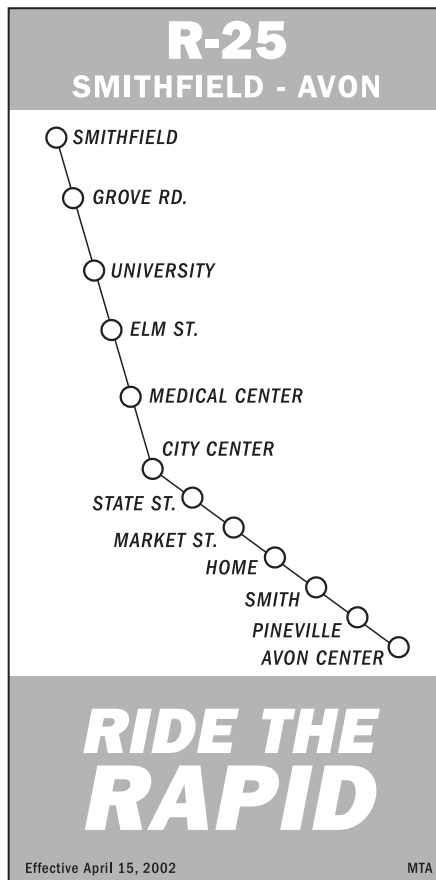 R-25
SMITHFIELD - AVON
SMITHFIELD
GROVE RD.
UNIVERSITY
ELM ST.
MEDICAL CENTER
CITY CENTER
STATE ST.
MARKET ST.
HOME
SMITH
PINEVILLE
AVON CENTER
RIDE THE
RAPID
Effective April 15, 2002 MTA